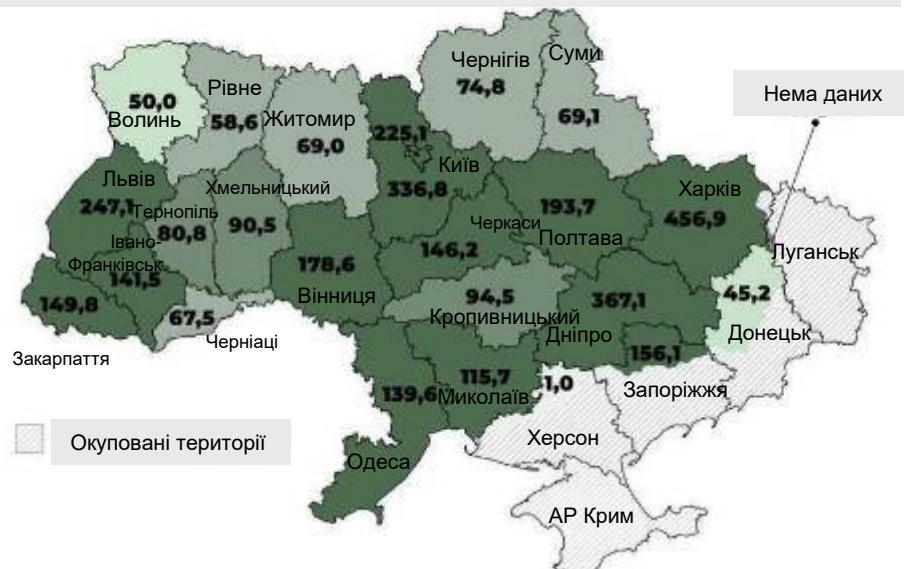 Чернігів
74,8
Суми
69,1
Нема даних
50,0
Волинь
Рівне
58,6
Житомир
69,0
225,1
Київ
336,8
Львів
247,1
Тернопіль
80,8
Хмельницький
90,5
Черкаси
146,2
193,7
Полтава
Харків
456,9
Луганськ
Івано-
Франківськ
141,5
149,8
Закарпаття
67,5
Черніаці
178,6
Вінниця
94,5
Кропивницький
367,1
Дніпро
45,2
Донецьк
156,1
Запоріжжя
139,6
Одеса
115,7
Миколаїв
1,0
Херсон
АР Крим
Окуповані території